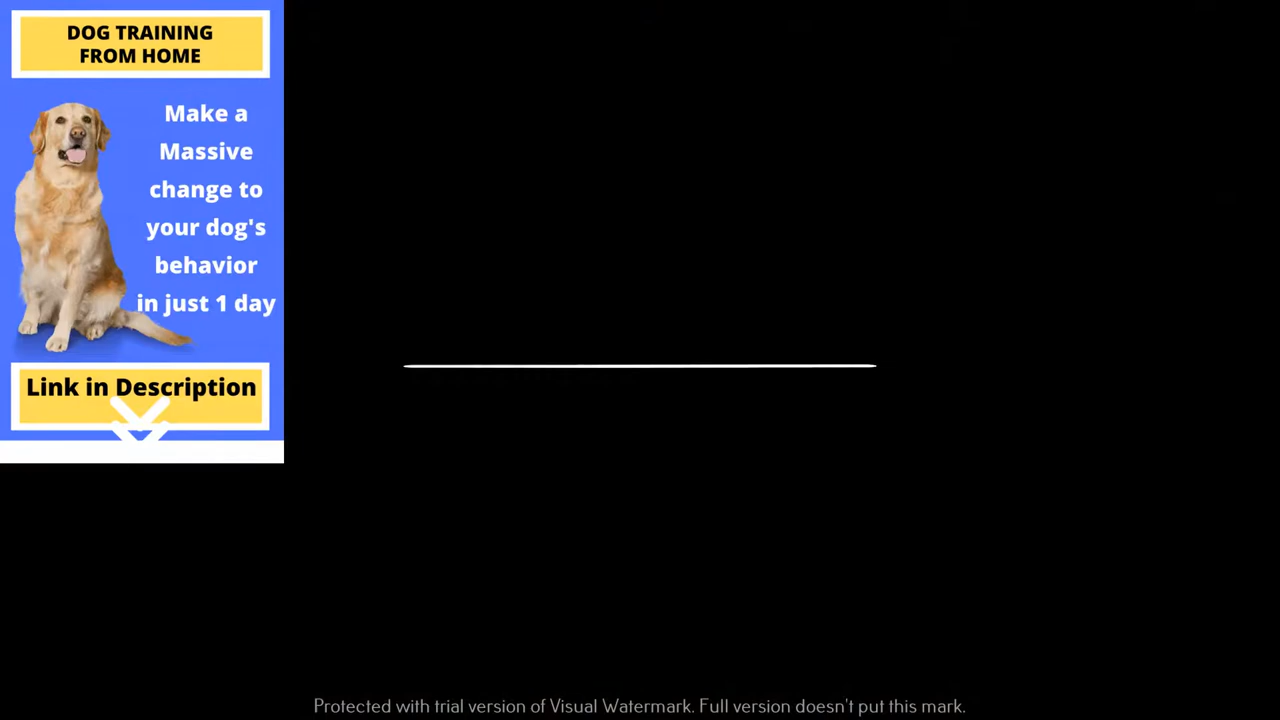 DOG TRAINING
FROM HOME
Make a
Massive
change to
your dog's
behavior
in just 1 day
Link in Description
Protected with trial version of Visual Watermark. Full version doesn't put this mark.